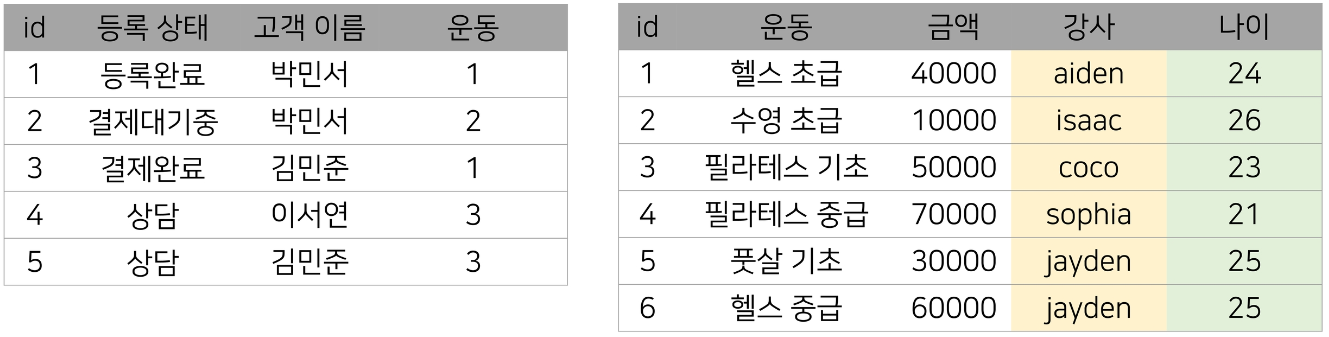 id 등록 상태 고객 이름 운동
1 등록완료 박민서 1
2 결제대기중 박민서 2
3 결제완료 김민준 1
4 상담 이서연 3
5 상담 김민준 3
id 운동 금액 강사 나이
1 헬스 초급 40000 aiden 24
2 수영 초급 10000 isaac 26
3 필라테스 기초 50000 coco 23
4 필라테스 중급 70000 sophia 21
5 풋살 기초 30000 jayden 25
6 헬스 중급 60000 jayden 25